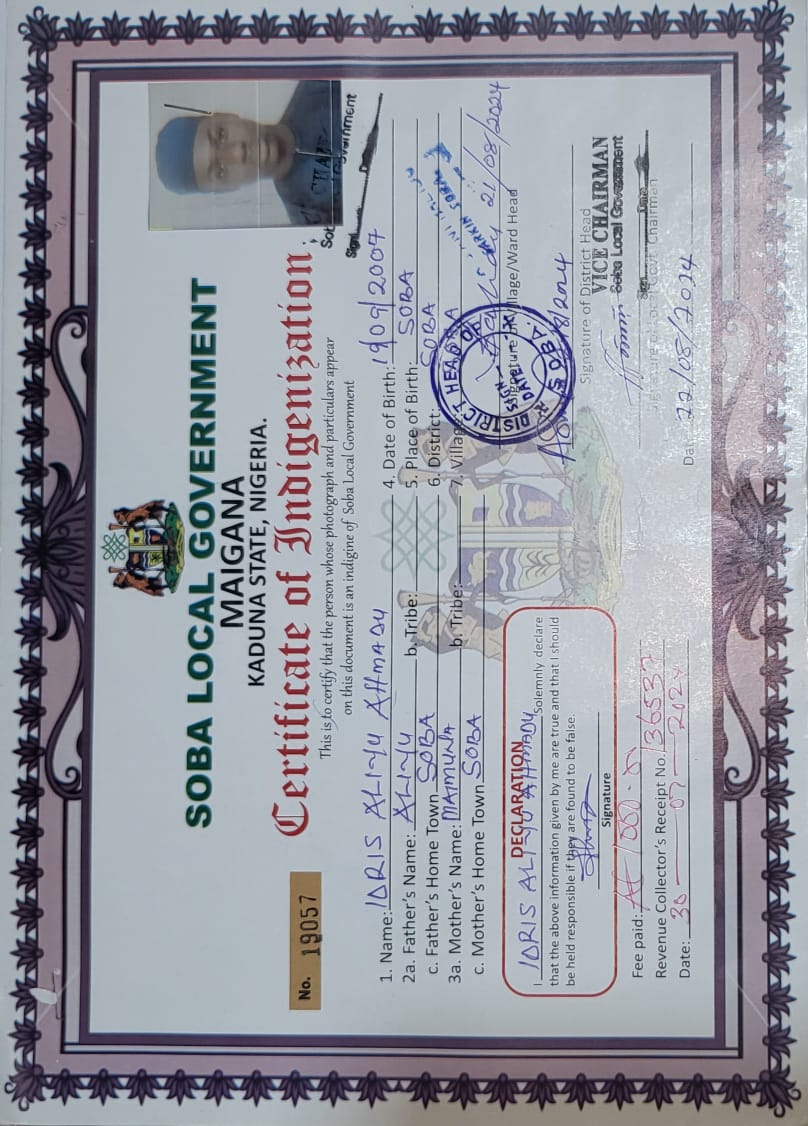 SOBA LOCAL GOVERNMENT
MAIGANA
KADUNA STATE, NIGERIA.
Certificate of Indigenization
This is to certify that the person whose photograph and particulars appear
on this document is an indigine of Soba Local Government
No. 19057
1. Name: IDRIS ALIYU AHMADU
2a. Father's Name: ALIYU b. Tribe:
c. Father's Home Town SOBA
3a. Mother's Name: MAIMUNA b. Tribe:
c. Mother's Home Town SOBA
4. Date of Birth: 1/09/2004
5. Place of Birth: SOBA
6. District: SOBA
7. Village
21/08/2024
Signature of Village/Ward Head
DISTRICT HEAD OF
SIGN
DATE
SOBA.
Signature of District Head
VICE CHAIRMAN
Soba Local Government
Chairman
Date 22/08/2024
DECLARATION
I IDRIS ALIYU AHMADU Solemnly declare
that the above information given by me are true and that I should
be held responsible if they are found to be false.
Signature
Fee paid:
Revenue Collector's Receipt No. 136537
Date: 30 — 07 — 2024